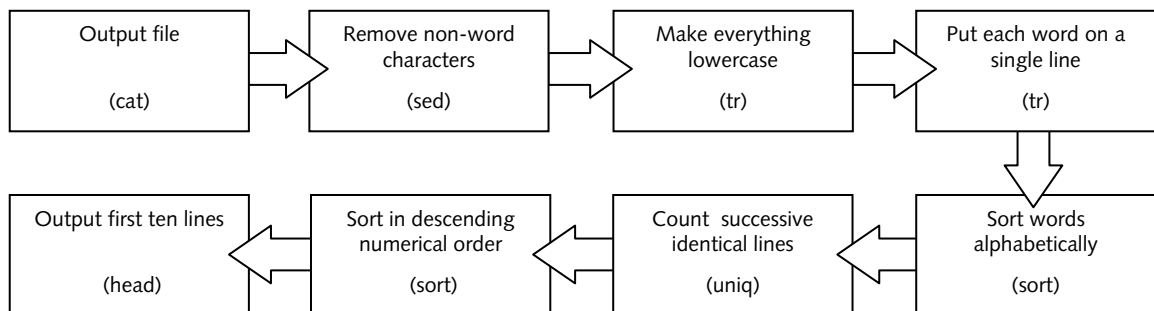 Output file
(cat)
Remove non-word
characters
(sed)
Make everything
lowercase
(tr)
Put each word on a
single line
(tr)
Sort words
alphabetically
(sort)
Count successive
identical lines
(uniq)
Sort in descending
numerical order
(sort)
Output first ten lines
(head)